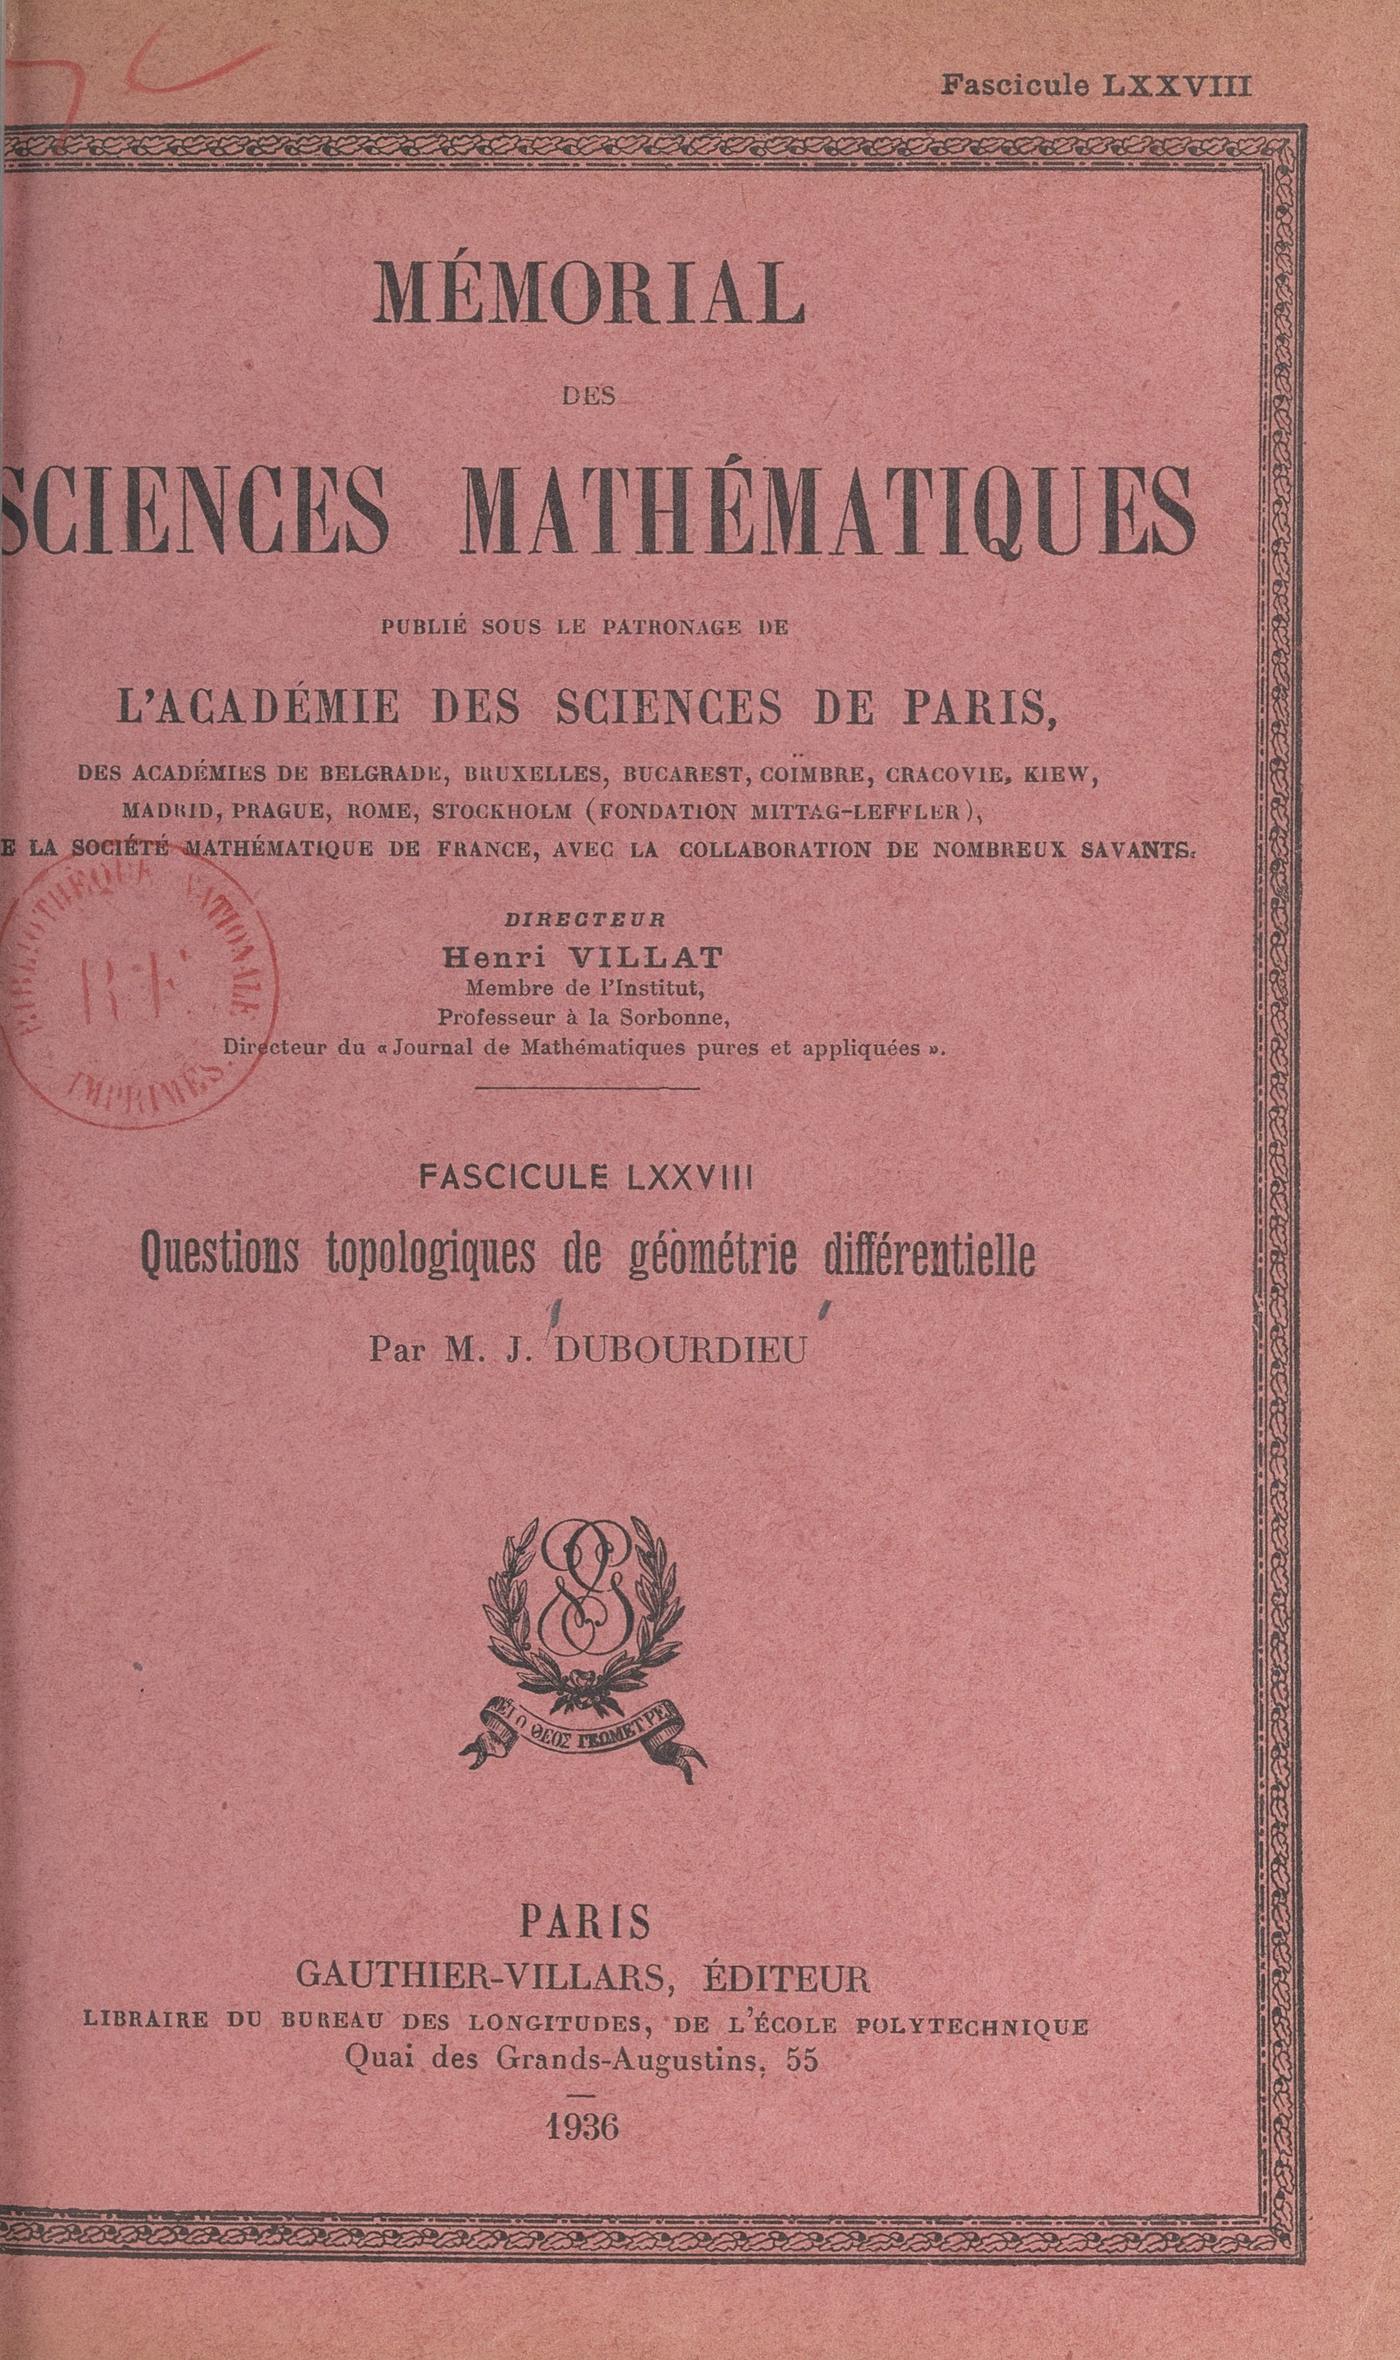 Fascicule LXXVIII
MÉMORIAL
DES
SCIENCES MATHÉMATIQUES
PUBLIÉ SOUS LE PATRONAGE DE
L'ACADÉMIE DES SCIENCES DE PARIS,
DES ACADÉMIES DE BELGRADE, BRUXELLES, BUCAREST, COÏMBRE, CRACOVIE, KIEW,
MADRID, PRAGUE, ROME, STOCKHOLM (FONDATION MITTAG-LEFFLER),
E LA SOCIÉTÉ MATHÉMATIQUE DE FRANCE, AVEC LA COLLABORATION DE NOMBREUX SAVANTS.
BIBLIOTHÈQUE NATIONALE
R.F.
IMPRIMÉS.
DIRECTEUR
Henri VILLAT
Membre de l'Institut,
Professeur à la Sorbonne,
Directeur du « Journal de Mathématiques pures et appliquées ».
FASCICULE LXXVIII
Questions topologiques de géométrie différentielle
Par M. J. DUBOURDIEU
ΑΕΙ Ο ΘΕΟΣ ΓΕΩΜΕΤΡΕΙ
PARIS
GAUTHIER-VILLARS, ÉDITEUR
LIBRAIRE DU BUREAU DES LONGITUDES, DE L'ÉCOLE POLYTECHNIQUE
Quai des Grands-Augustins, 55
1936